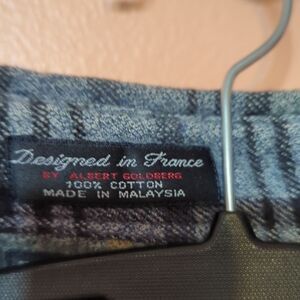 Designed in France
BY ALBERT GOLDBERG
100% COTTON
MADE IN MALAYSIA